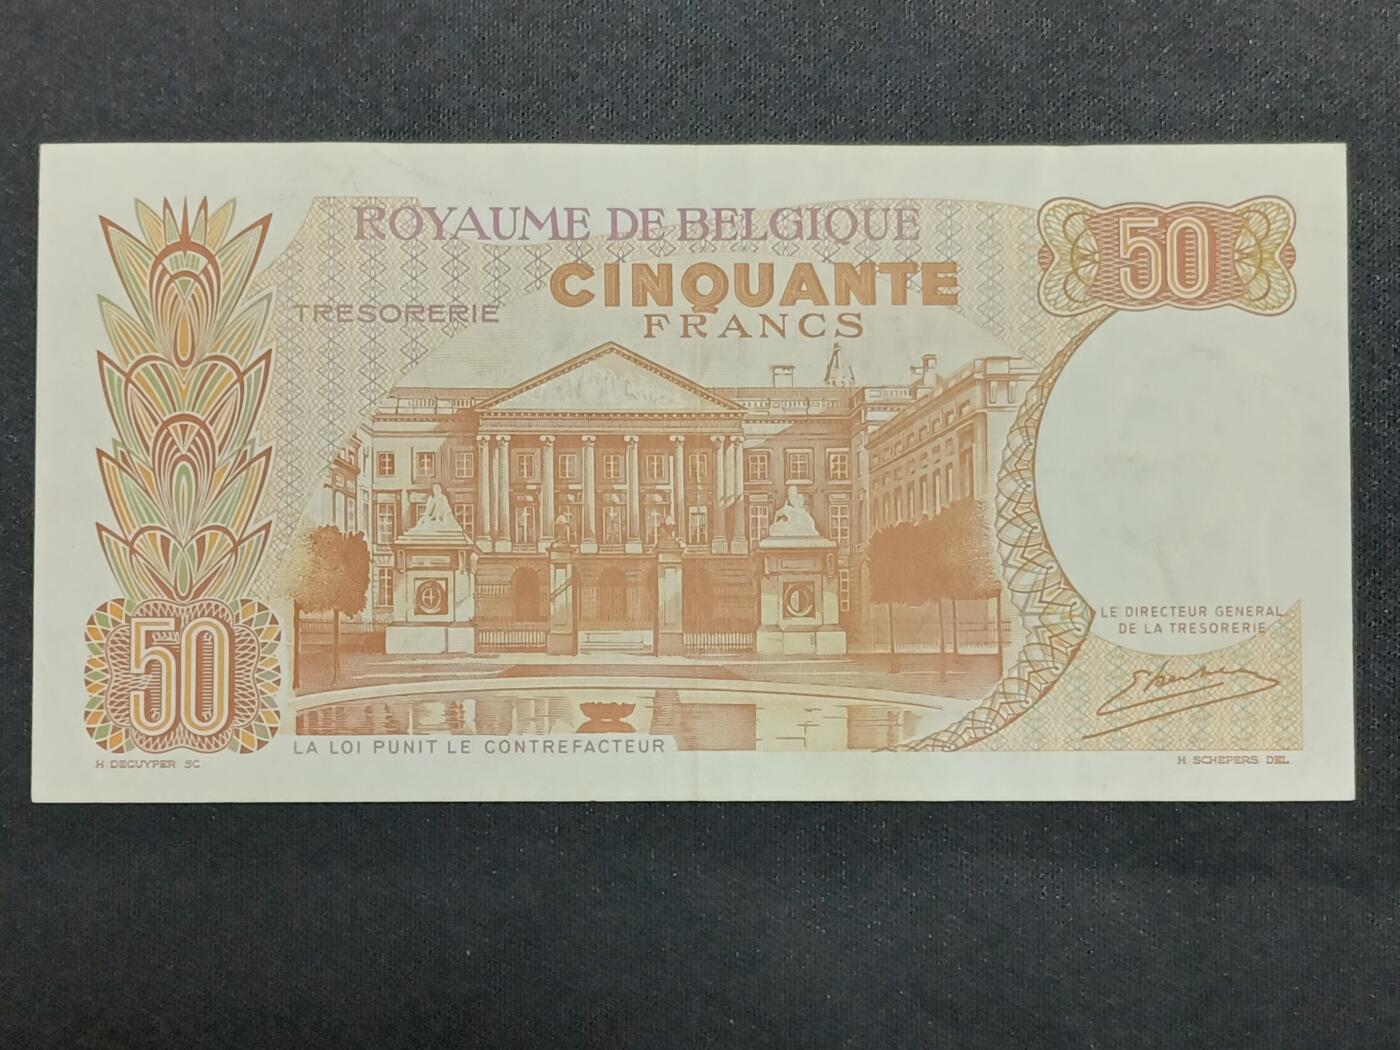 ROYAUME DE BELGIQUE
50
CINQUANTE
TRESORERIE
FRANCS
LE DIRECTEUR GENERAL
DE LA TRESORERIE
50
LA LOI PUNIT LE CONTREFACTEUR
H. DECUYPER SC.
H. SCHEPERS DEL.